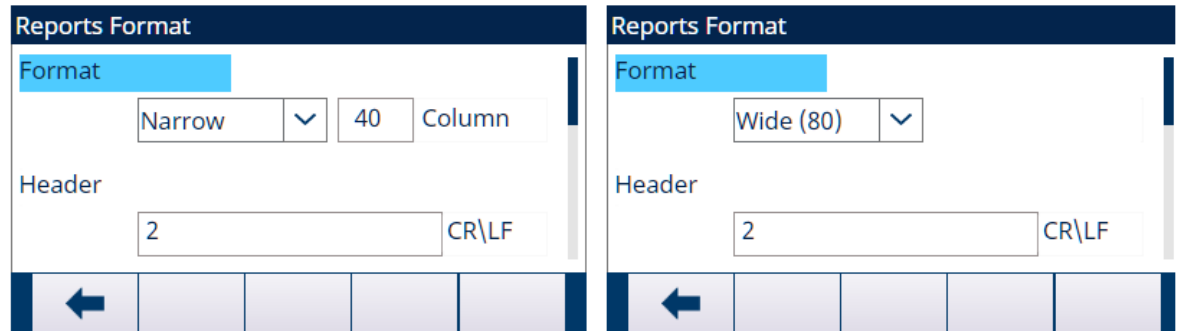 Reports Format
Format
Narrow 40 Column
Header
2 CR\LF
Reports Format
Format
Wide (80)
Header
2 CR\LF